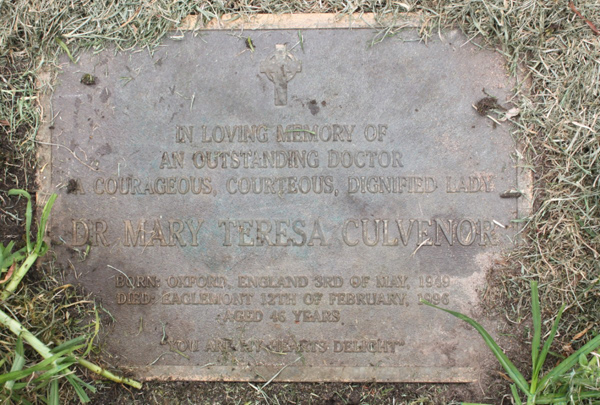 IN LOVING MEMORY OF
AN OUTSTANDING DOCTOR
A COURAGEOUS, COURTEOUS, DIGNIFIED LADY
DR MARY TERESA CULVENOR
BORN: OXFORD, ENGLAND 3RD OF MAY, 1949
DIED: EAGLEMONT 12TH OF FEBRUARY, 1996
AGED 46 YEARS
"YOU ARE MY HEARTS DELIGHT"